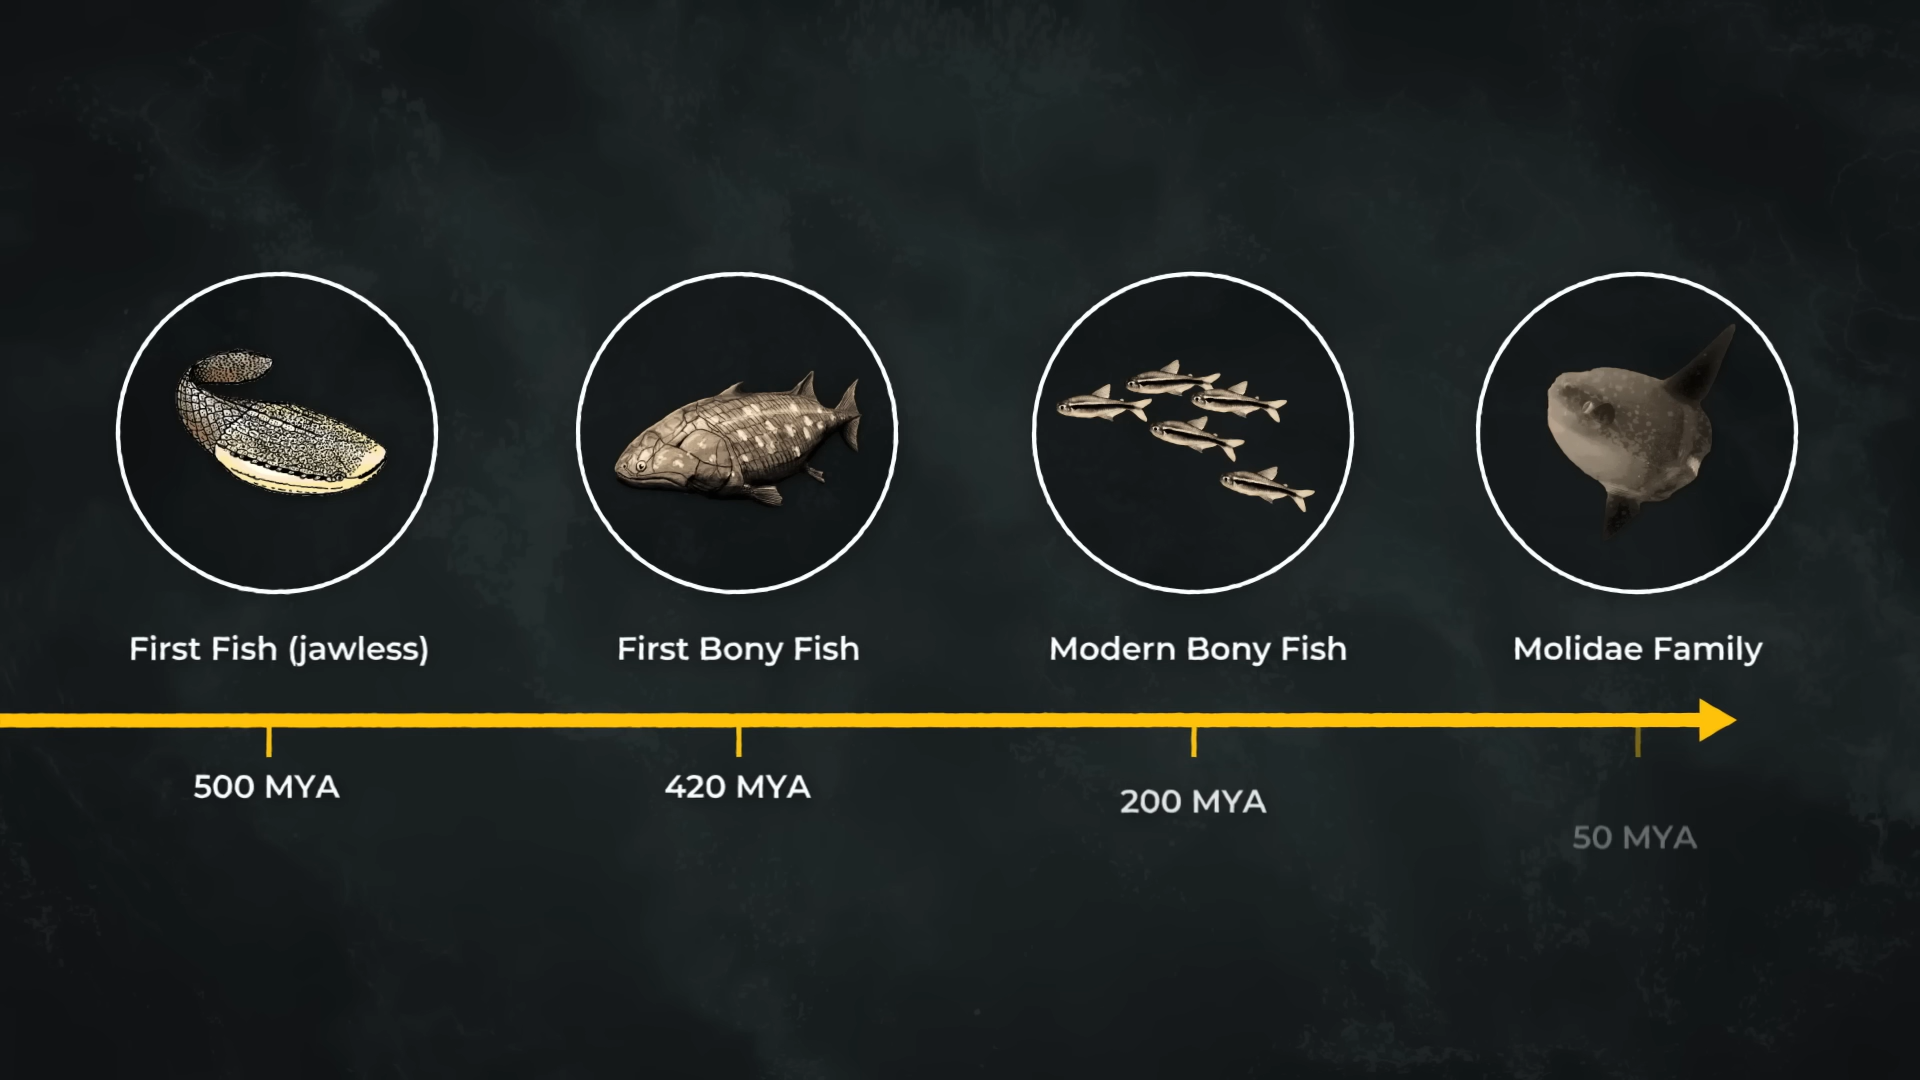 First Fish (jawless)
First Bony Fish
Modern Bony Fish
Molidae Family
500 MYA
420 MYA
200 MYA
50 MYA